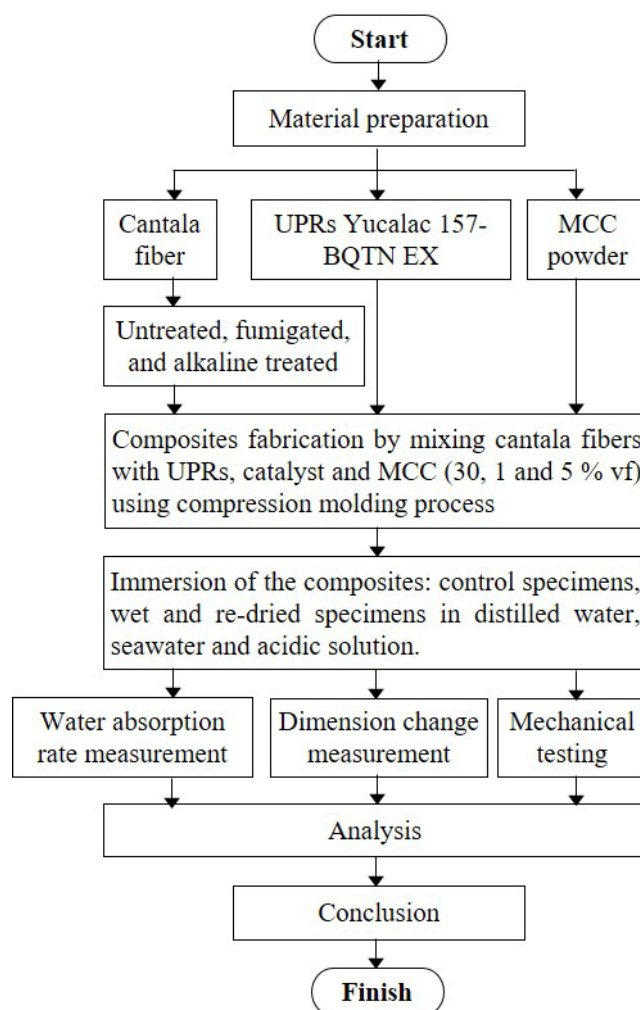 Start
Material preparation
Cantala
fiber
UPRs Yucalac 157-
BQTN EX
MCC
powder
Untreated, fumigated,
and alkaline treated
Composites fabrication by mixing cantala fibers
with UPRs, catalyst and MCC (30, 1 and 5 % vf)
using compression molding process
Immersion of the composites: control specimens,
wet and re-dried specimens in distilled water,
seawater and acidic solution.
Water absorption
rate measurement
Dimension change
measurement
Mechanical
testing
Analysis
Conclusion
Finish